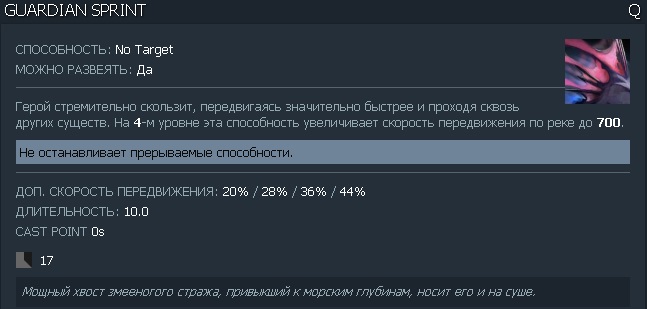 GUARDIAN SPRINT Q
СПОСОБНОСТЬ: No Target
МОЖНО РАЗВЕЯТЬ: Да
Герой стремительно скользит, передвигаясь значительно быстрее и проходя сквозь
других существ. На 4-м уровне эта способность увеличивает скорость передвижения по реке до 700.
Не останавливает прерываемые способности.
ДОП. СКОРОСТЬ ПЕРЕДВИЖЕНИЯ: 20% / 28% / 36% / 44%
ДЛИТЕЛЬНОСТЬ: 10.0
CAST POINT 0s
17
Мощный хвост змееногого стража, привыкший к морским глубинам, носит его и на суше.